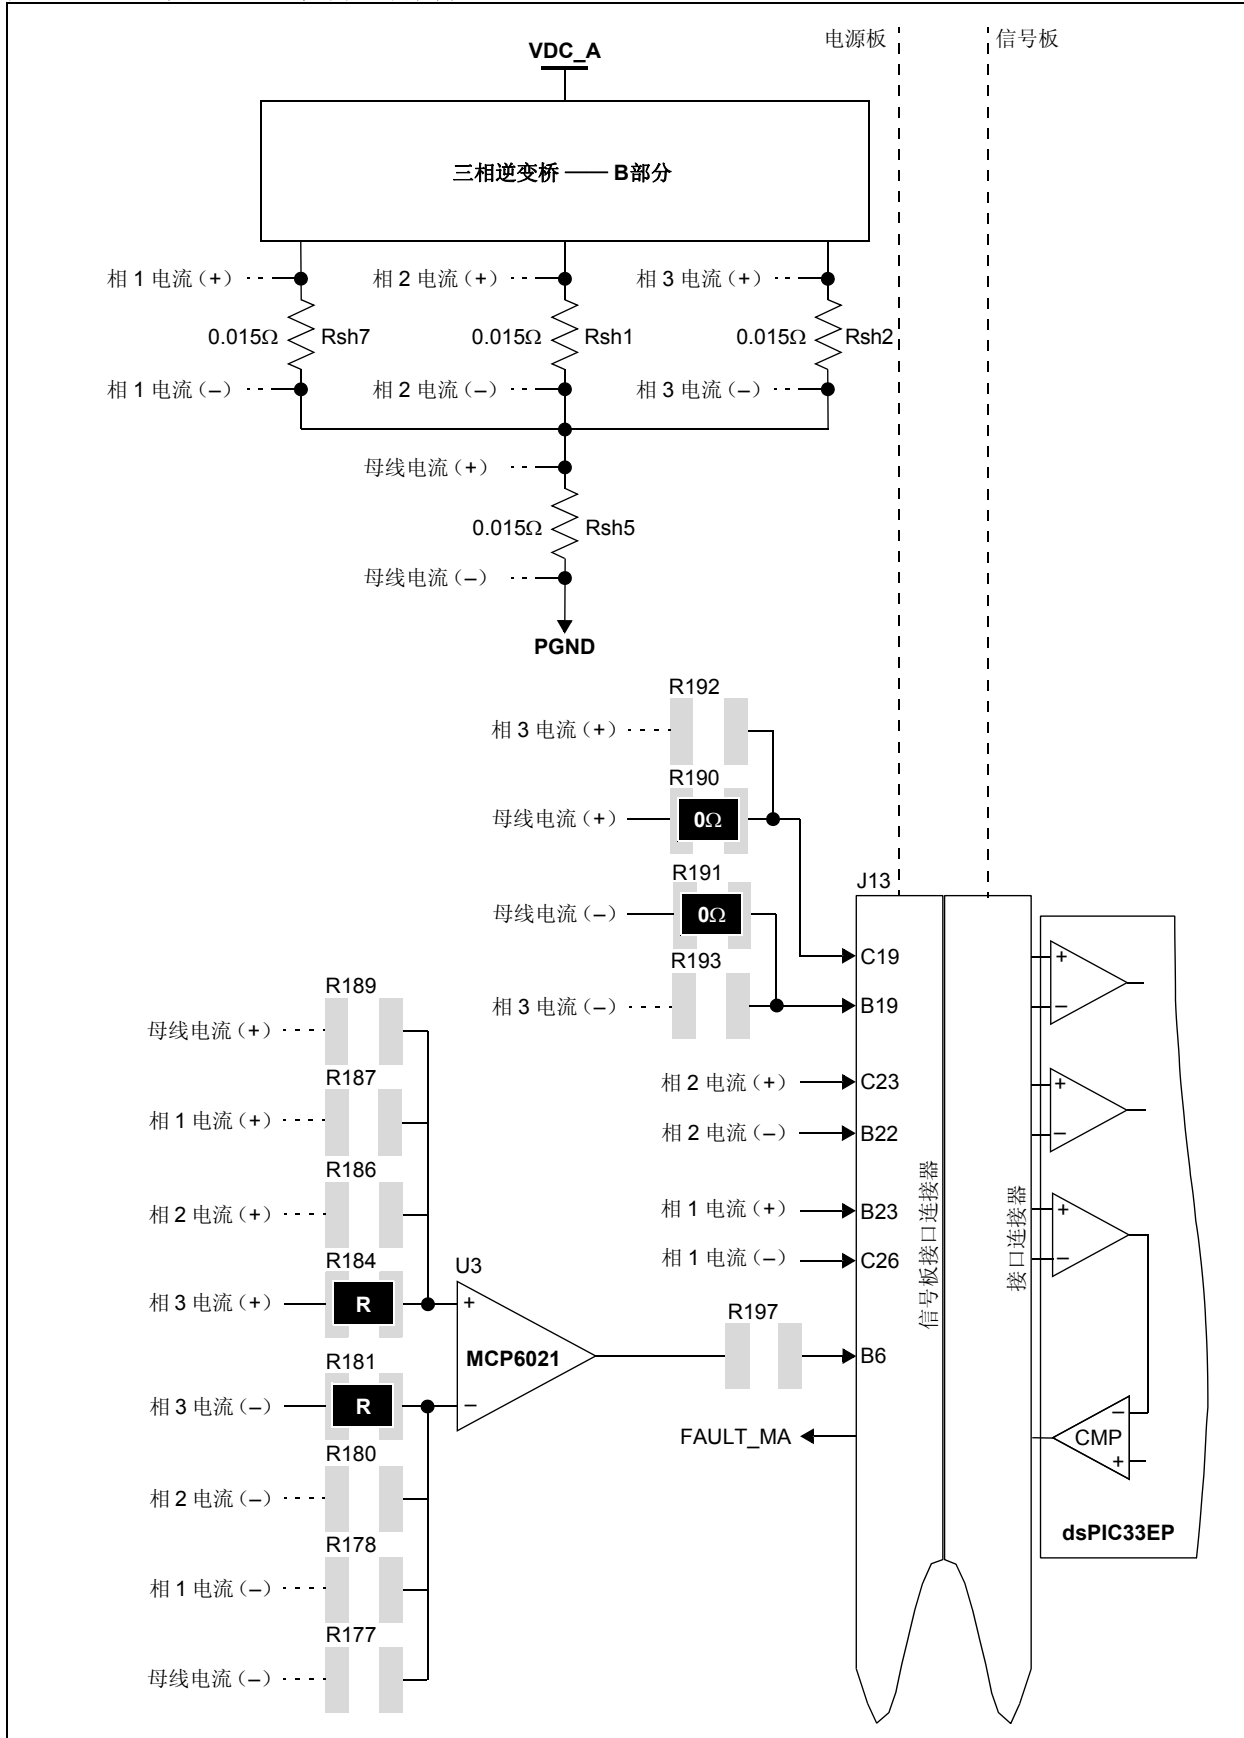 电源板
信号板
VDC_A
三相逆变桥 —— B部分
相 1 电流（+）
相 2 电流（+）
相 3 电流（+）
0.015Ω
Rsh7
0.015Ω
Rsh1
0.015Ω
Rsh2
相 1 电流（–）
相 2 电流（–）
相 3 电流（–）
母线电流（+）
0.015Ω
Rsh5
母线电流（–）
PGND
R192
相 3 电流（+）
R190
母线电流（+）
0Ω
R191
母线电流（–）
0Ω
R193
相 3 电流（–）
J13
C19
B19
相 2 电流（+）
C23
相 2 电流（–）
B22
相 1 电流（+）
B23
相 1 电流（–）
C26
R197
B6
FAULT_MA
信号板接口连接器
接口连接器
+
–
+
–
+
–
–
CMP
+
dsPIC33EP
R189
母线电流（+）
R187
相 1 电流（+）
R186
相 2 电流（+）
R184
相 3 电流（+）
R
U3
+
MCP6021
–
R181
相 3 电流（–）
R
R180
相 2 电流（–）
R178
相 1 电流（–）
R177
母线电流（–）